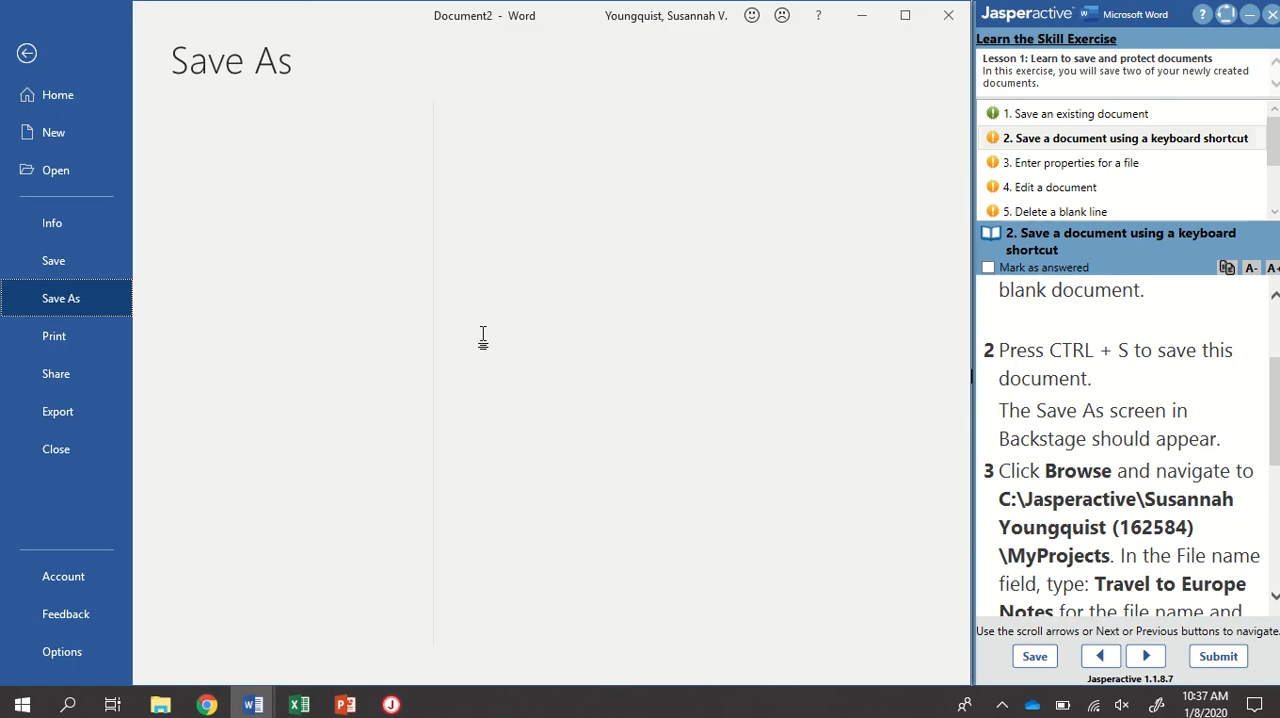 Document2 - Word
Youngquist, Susannah V.
?
Save As
Home
New
Open
Info
Save
Save As
Print
Share
Export
Close
Account
Feedback
Options
Jasperactive Microsoft Word
?
Learn the Skill Exercise
Lesson 1: Learn to save and protect documents
In this exercise, you will save two of your newly created
documents.
1. Save an existing document
2. Save a document using a keyboard shortcut
3. Enter properties for a file
4. Edit a document
5. Delete a blank line
2. Save a document using a keyboard
shortcut
Mark as answered
A- A+
blank document.
2 Press CTRL + S to save this
document.
The Save As screen in
Backstage should appear.
3 Click Browse and navigate to
C:\Jasperactive\Susannah
Youngquist (162584)
\MyProjects. In the File name
field, type: Travel to Europe
Notes for the file name and
Use the scroll arrows or Next or Previous buttons to navigate.
Save
Submit
Jasperactive 1.1.8.7
10:37 AM
1/8/2020